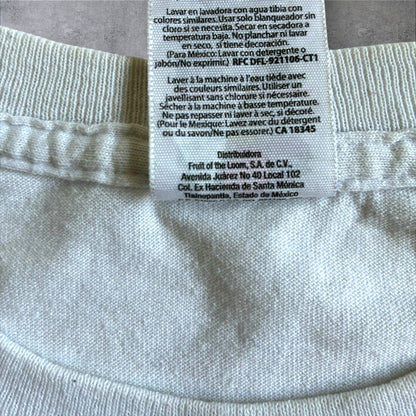 Lavar en lavadora con agua tibia con
colores similares. Usar solo blanqueador sin
cloro si es necesario. Secar en secadora a
temperatura baja. No planchar ni lavar
en seco, si tiene decoración.
(Para México: Lavar con detergente o
jabón/No exprimir.) RFC DFL-921106-CT1
Laver à la machine à l'eau tiède avec
des couleurs similaires. Utiliser un
javellisant sans chlorure si nécessaire.
Sécher à la machine à basse température.
Ne pas repasser ni laver à sec, si décoré.
(Pour le Mexique: Lavez avec du détergent
ou du savon/Ne pas essorer.) CA 18345
Distribuidora
Fruit of the Loom, S.A. de C.V.,
Avenida Juárez No 40 Local 102
Col. Ex Hacienda de Santa Mónica
Tlalnepantla, Estado de México